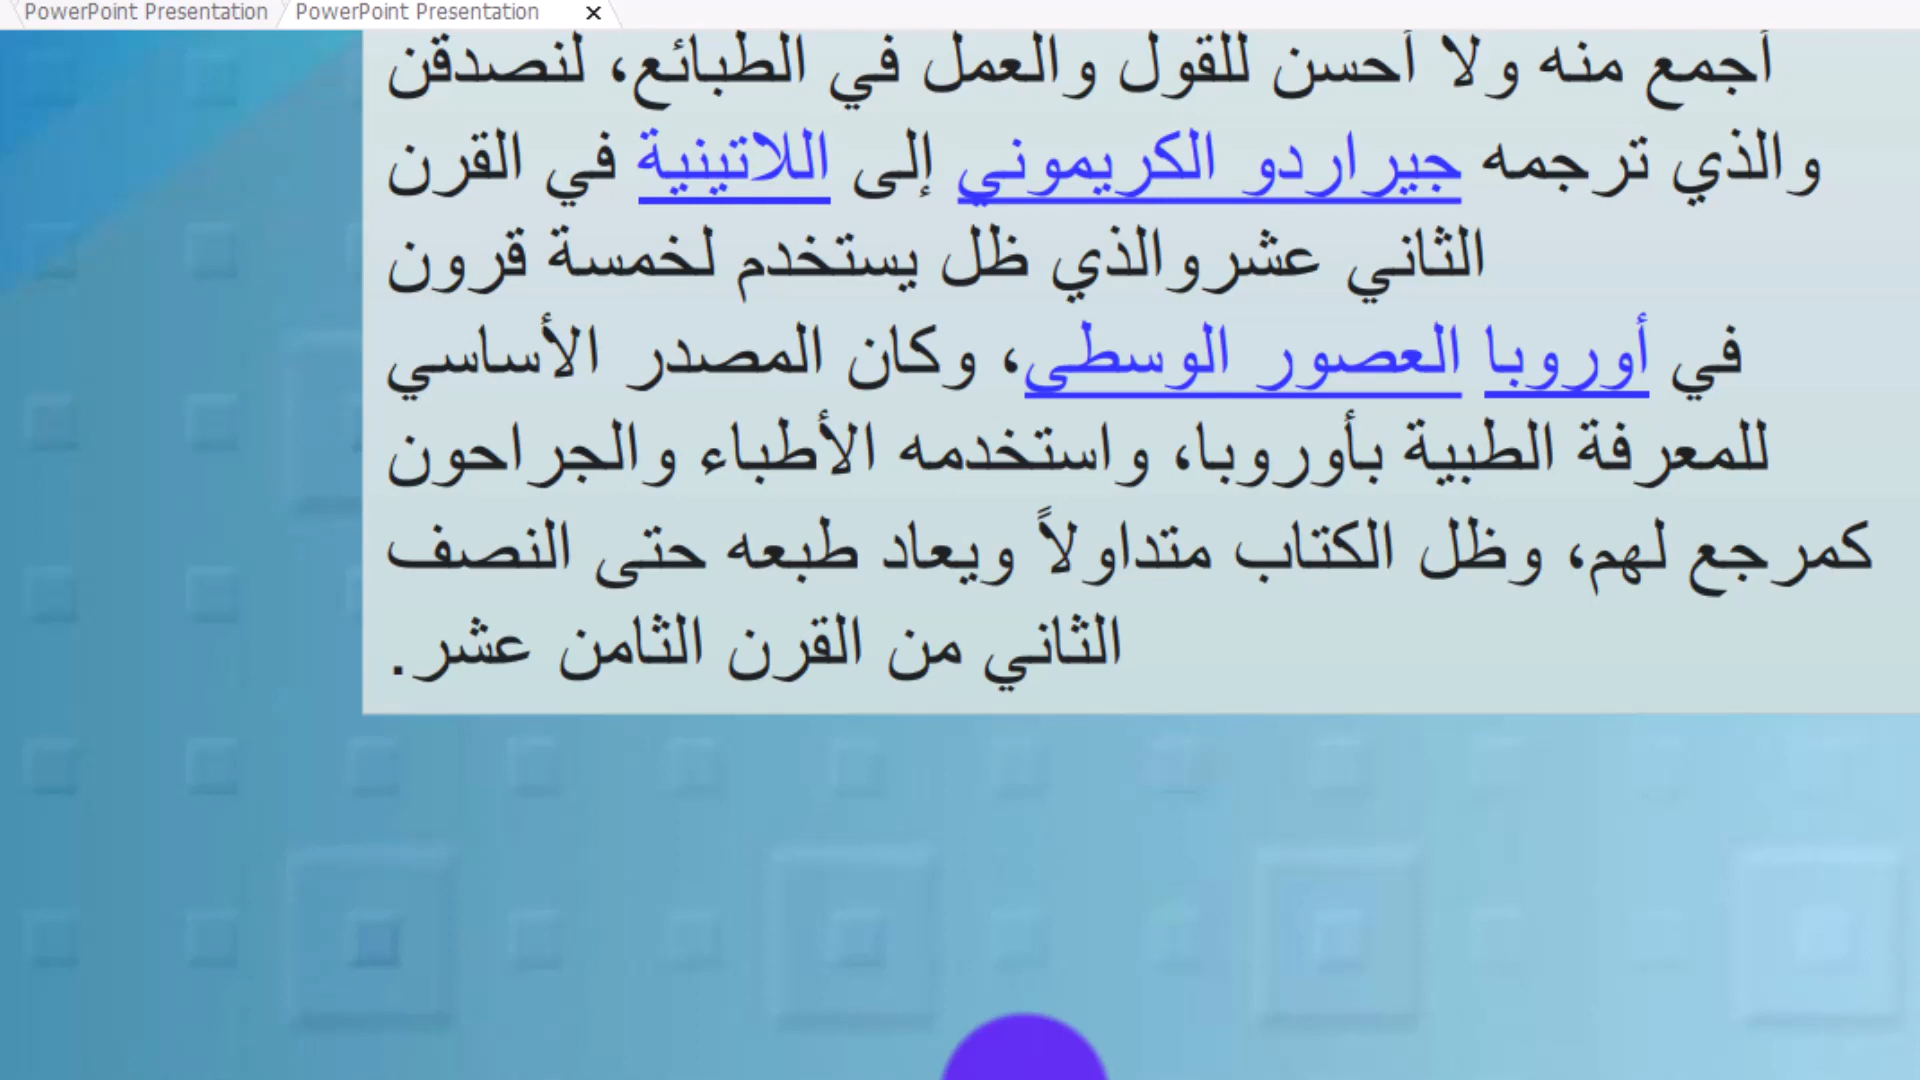 PowerPoint Presentation
PowerPoint Presentation
أجمع منه ولا أحسن للقول والعمل في الطبائع، لنصدقن
والذي ترجمه جيراردو الكريموني إلى اللاتينية في القرن
الثاني عشروالذي ظل يستخدم لخمسة قرون
في أوروبا العصور الوسطى، وكان المصدر الأساسي
للمعرفة الطبية بأوروبا، واستخدمه الأطباء والجراحون
كمرجع لهم، وظل الكتاب متداولاً ويعاد طبعه حتى النصف
الثاني من القرن الثامن عشر.